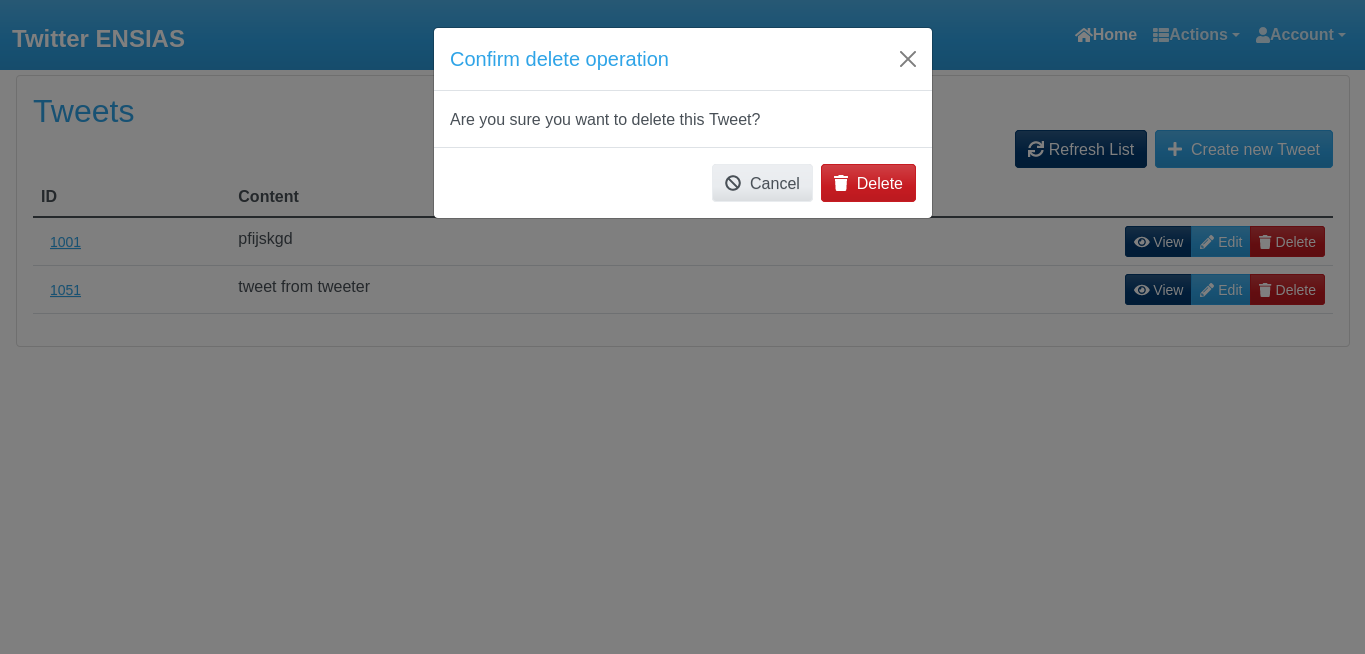 Twitter ENSIAS
Home Actions Account
Confirm delete operation
Are you sure you want to delete this Tweet?
Cancel Delete
Tweets
Refresh List Create new Tweet
ID Content
1001 pfijskgd View Edit Delete
1051 tweet from tweeter View Edit Delete